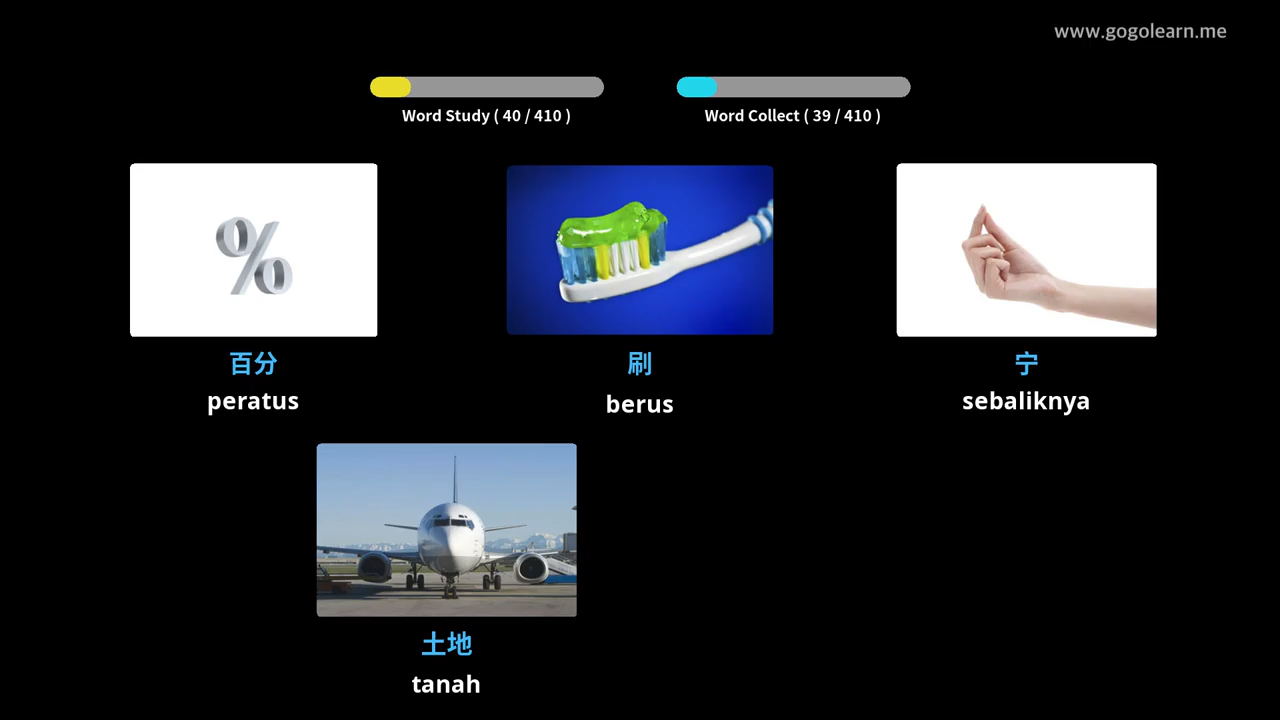 www.gogolearn.me
Word Study ( 40 / 410 )
Word Collect ( 39 / 410 )
%
百分
peratus
刷
berus
宁
sebaliknya
土地
tanah